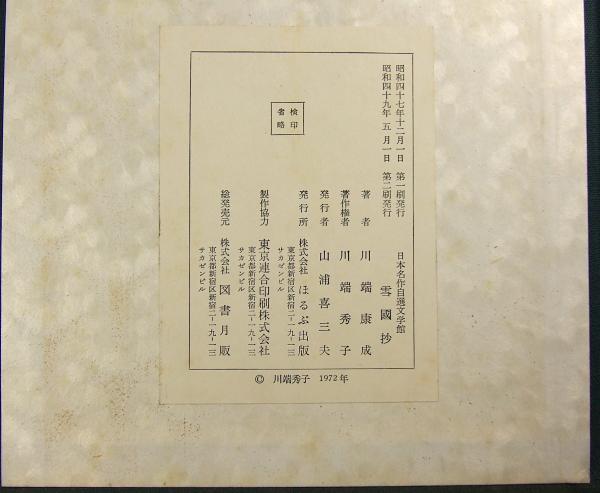 昭和四十七年十二月一日　第一刷発行
昭和四十九年　五月一日　第二刷発行
日本名作自選文学館
雪國抄
著者　川端康成
著作権者　川端秀子
発行者　山浦喜三夫
検印
省略
発行所　株式会社　ほるぷ出版
東京都新宿区新宿二-一九-一三
サカゼンビル
製作協力　東京連合印刷株式会社
東京都新宿区新宿二-一九-一三
サカゼンビル
総発売元　株式会社　図書月販
東京都新宿区新宿二-一九-一三
サカゼンビル
© 川端秀子 1972年